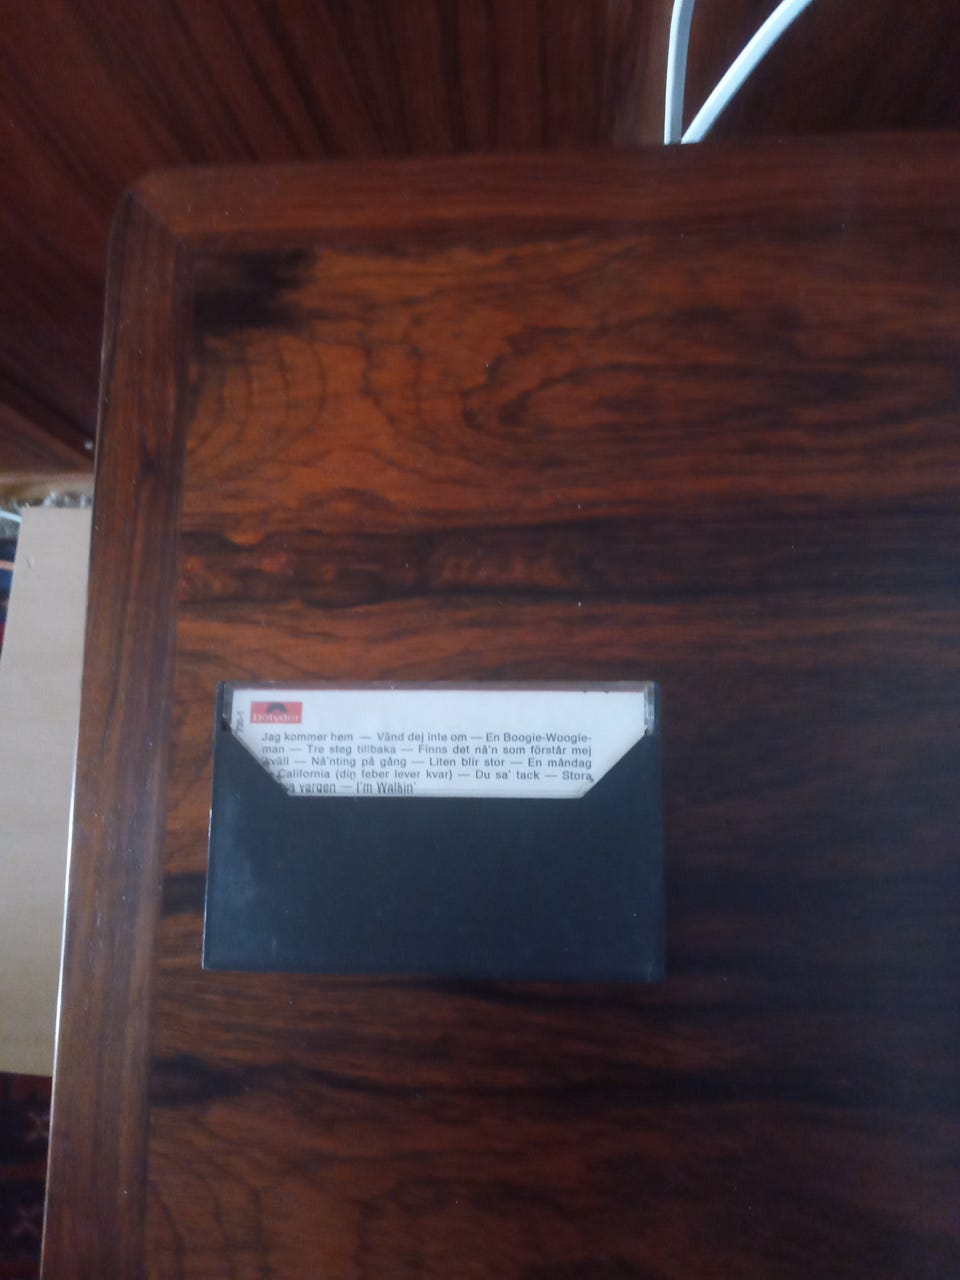 Polydor
Jag kommer hem — Vänd dej inte om — En Boogie-Woogie-
man — Tre steg tillbaka — Finns det nå'n som förstår mej
kväll — Nå'nting på gång — Liten blir stor — En måndag
California (din feber lever kvar) — Du sa' tack — Stora
vargen — I'm Walkin'